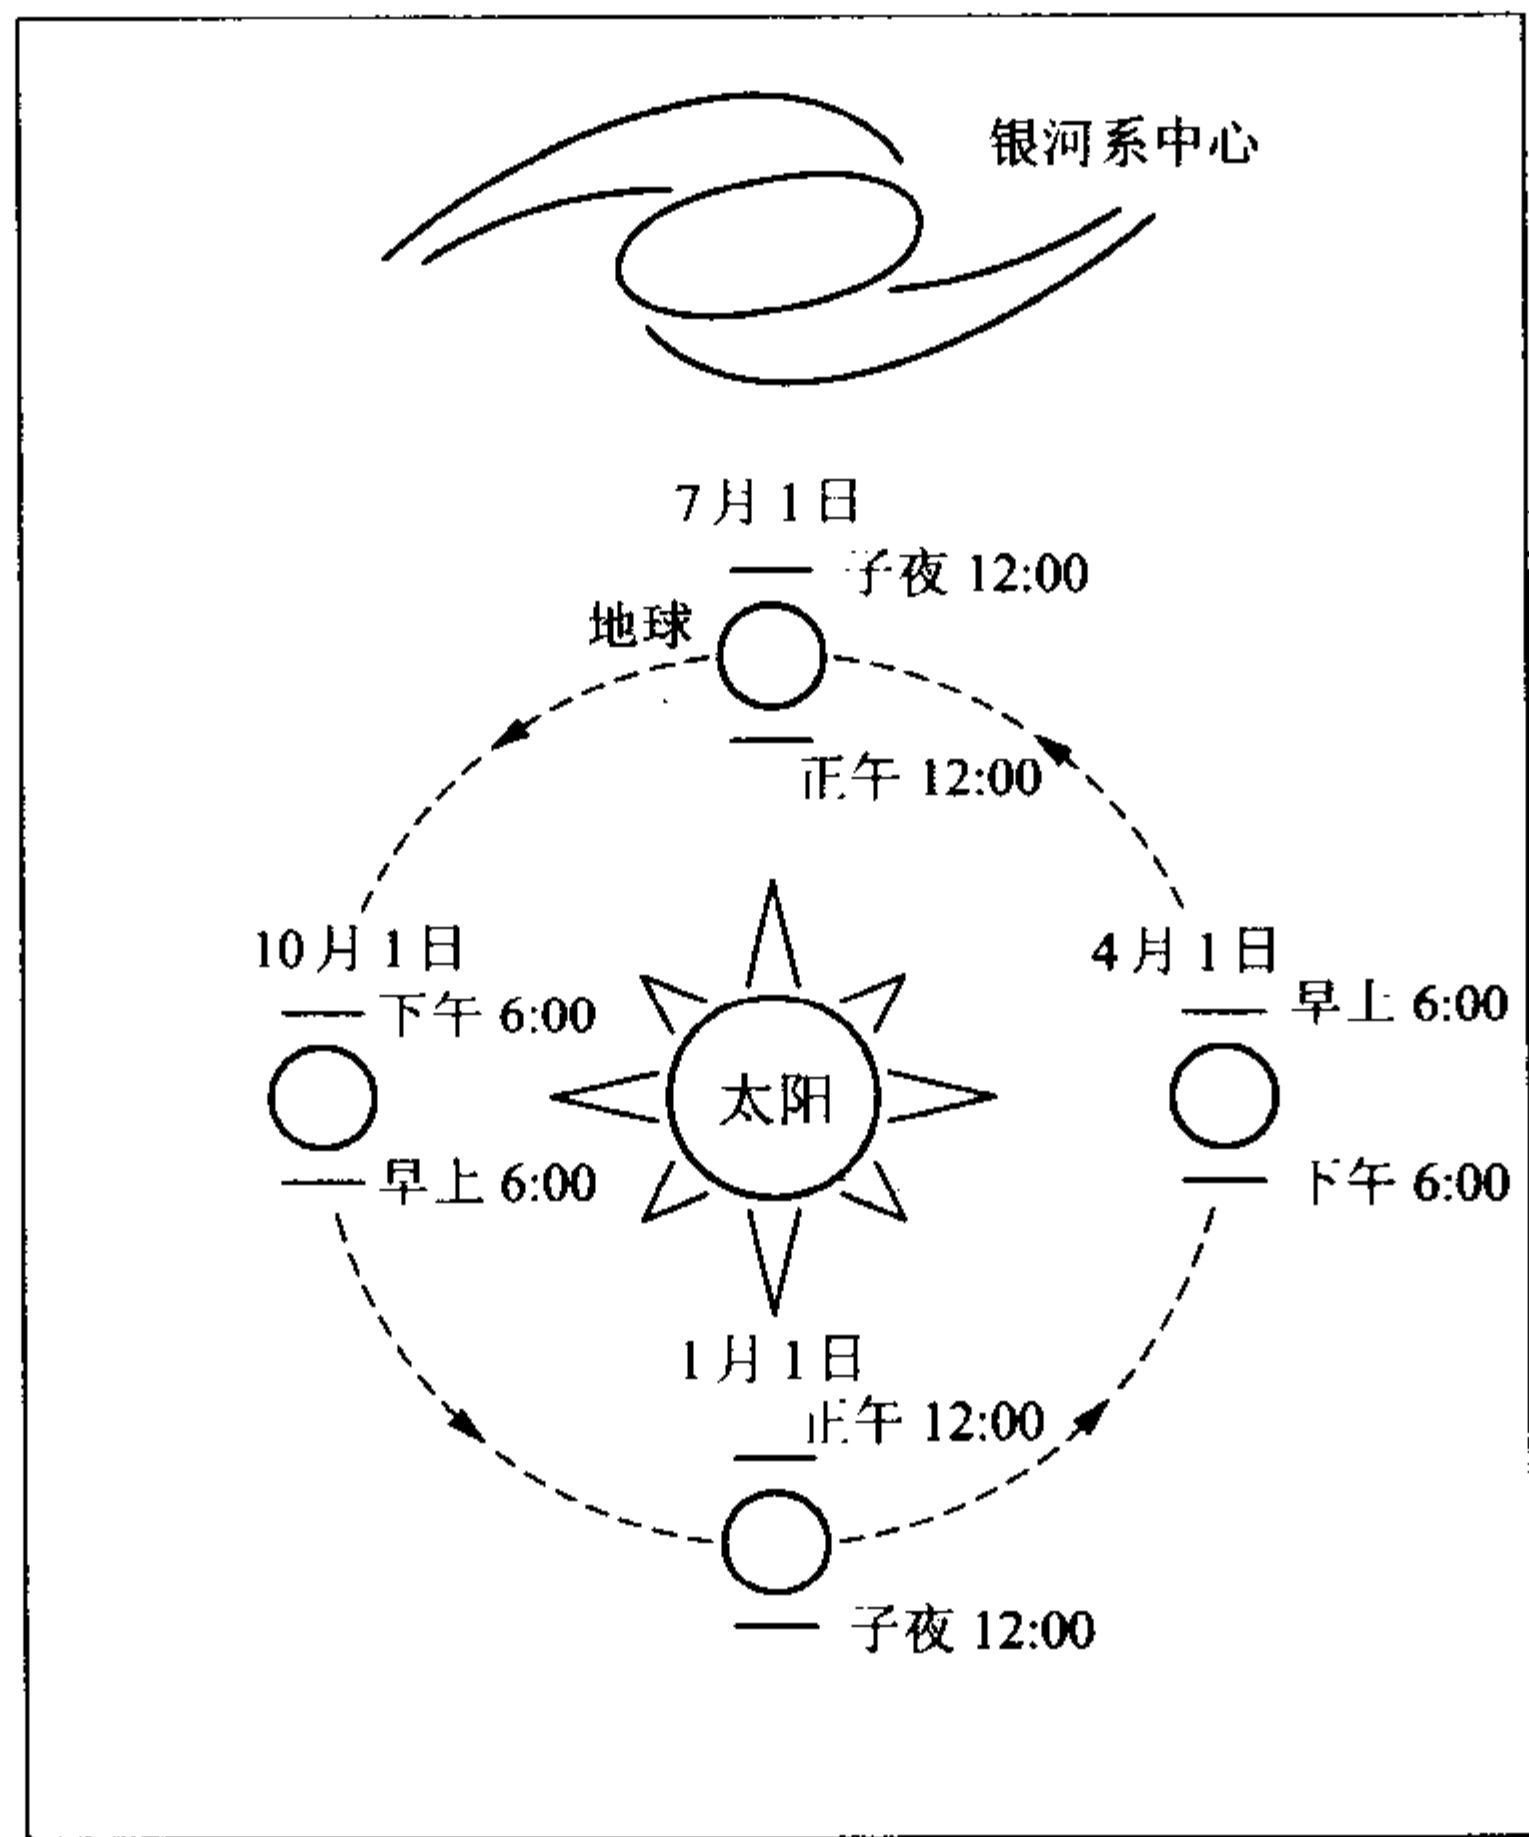 银河系中心
7月1日
子夜 12:00
地球
正午 12:00
10月1日
4月1日
下午 6:00
早上 6:00
太阳
早上 6:00
下午 6:00
1月1日
正午 12:00
子夜 12:00